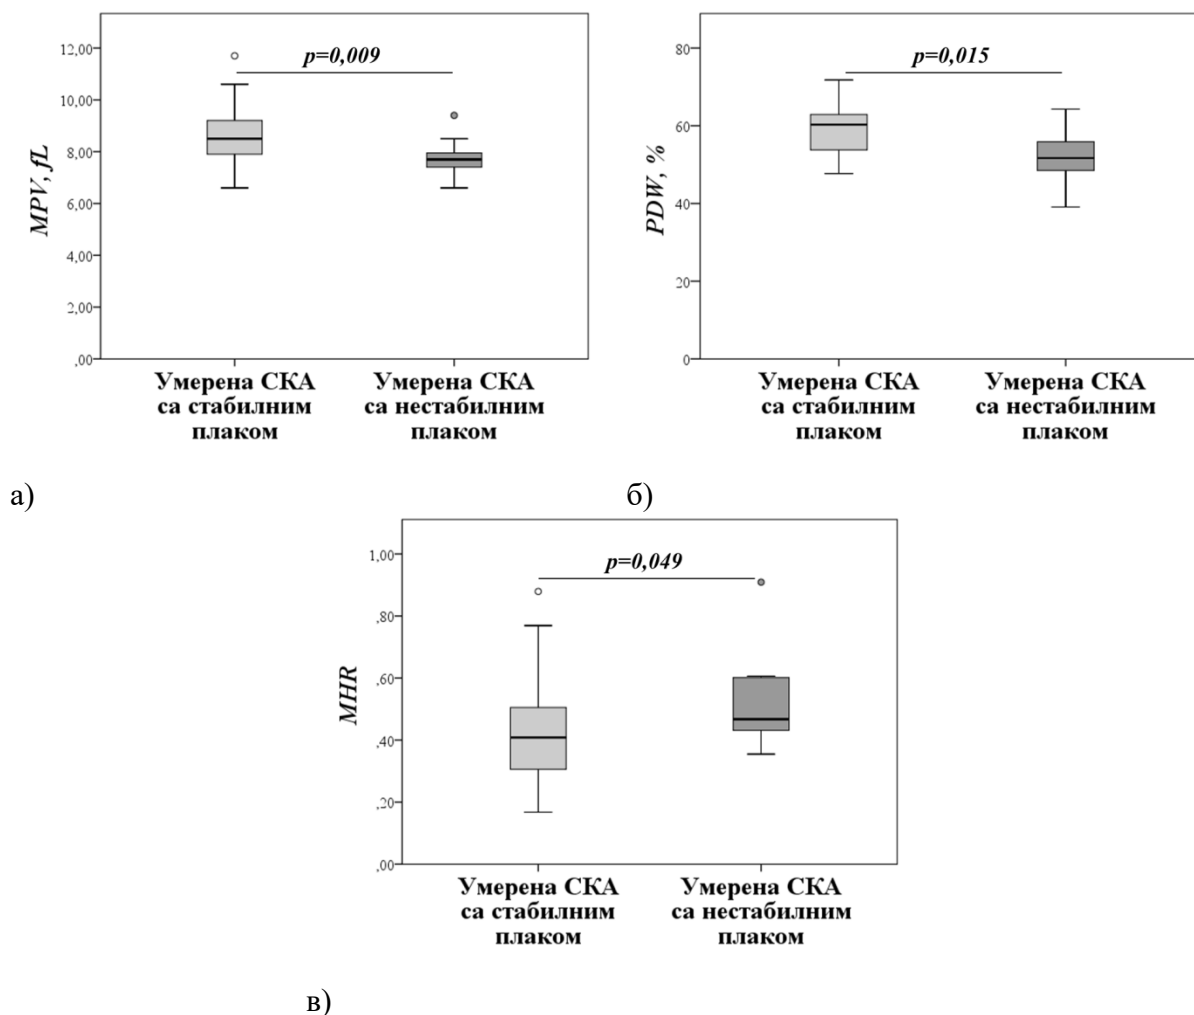 p=0,009
MPV, fL
12,00
10,00
8,00
6,00
4,00
2,00
,00
Умерена СКА
са стабилним
плаком
Умерена СКА
са нестабилним
плаком
а)
p=0,015
PDW, %
80
60
40
20
0
Умерена СКА
са стабилним
плаком
Умерена СКА
са нестабилним
плаком
б)
p=0,049
MHR
1,00
,80
,60
,40
,20
,00
Умерена СКА
са стабилним
плаком
Умерена СКА
са нестабилним
плаком
в)